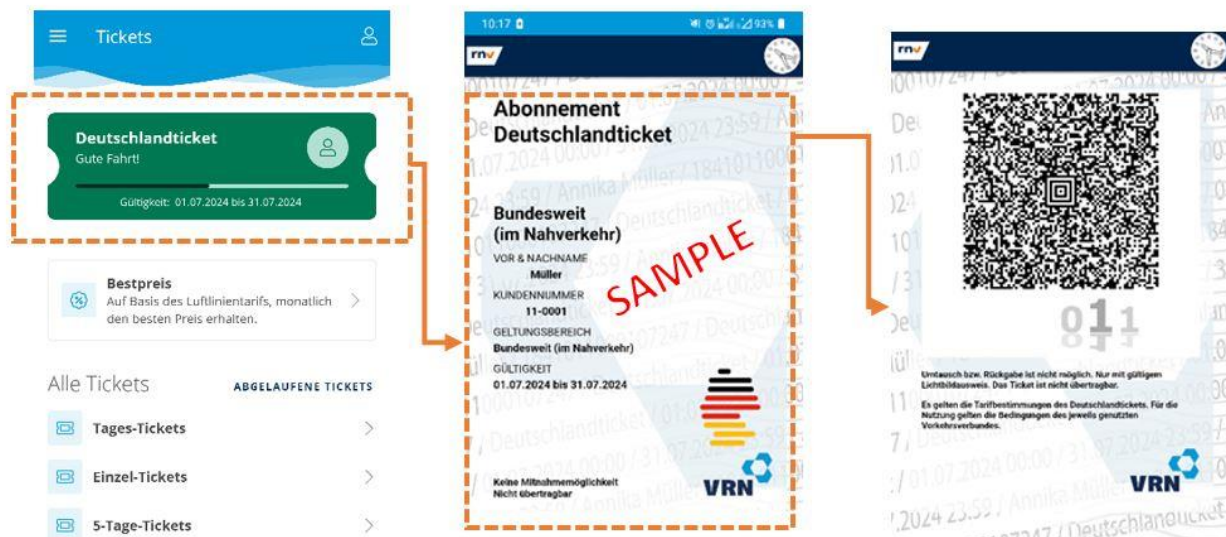 Tickets
Deutschlandticket
Gute Fahrt!
Gültigkeit: 01.07.2024 bis 31.07.2024
Bestpreis
Auf Basis des Luftlinientarifs, monatlich
den besten Preis erhalten.
Alle Tickets
ABGELAUFENE TICKETS
Tages-Tickets
Einzel-Tickets
5-Tage-Tickets
10:17
93%
rnv
Abonnement
Deutschlandticket
Bundesweit
(im Nahverkehr)
VOR & NACHNAME
Müller
KUNDENNUMMER
11-0001
GELTUNGSBEREICH
Bundesweit (im Nahverkehr)
GÜLTIGKEIT
01.07.2024 bis 31.07.2024
SAMPLE
Keine Mitnahmemöglichkeit
Nicht übertragbar
VRN
rnv
011
Umtausch bzw. Rückgabe ist nicht möglich. Nur mit gültigem
Lichtbildausweis. Das Ticket ist nicht übertragbar.
Es gelten die Tarifbestimmungen des Deutschlandtickets. Für die
Nutzung gelten die Bedingungen des jeweils genutzten
Verkehrsverbundes.
VRN